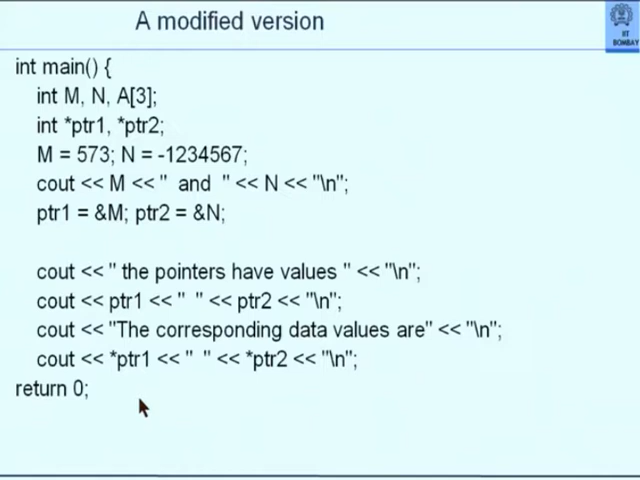 A modified version
IIT
BOMBAY
int main() {
int M, N, A[3];
int *ptr1, *ptr2;
M = 573; N = -1234567;
cout << M << "  and  " << N << "\n";
ptr1 = &M; ptr2 = &N;
cout << " the pointers have values " << "\n";
cout << ptr1 << "  " << ptr2 << "\n";
cout << "The corresponding data values are" << "\n";
cout << *ptr1 << "  " << *ptr2 << "\n";
return 0;